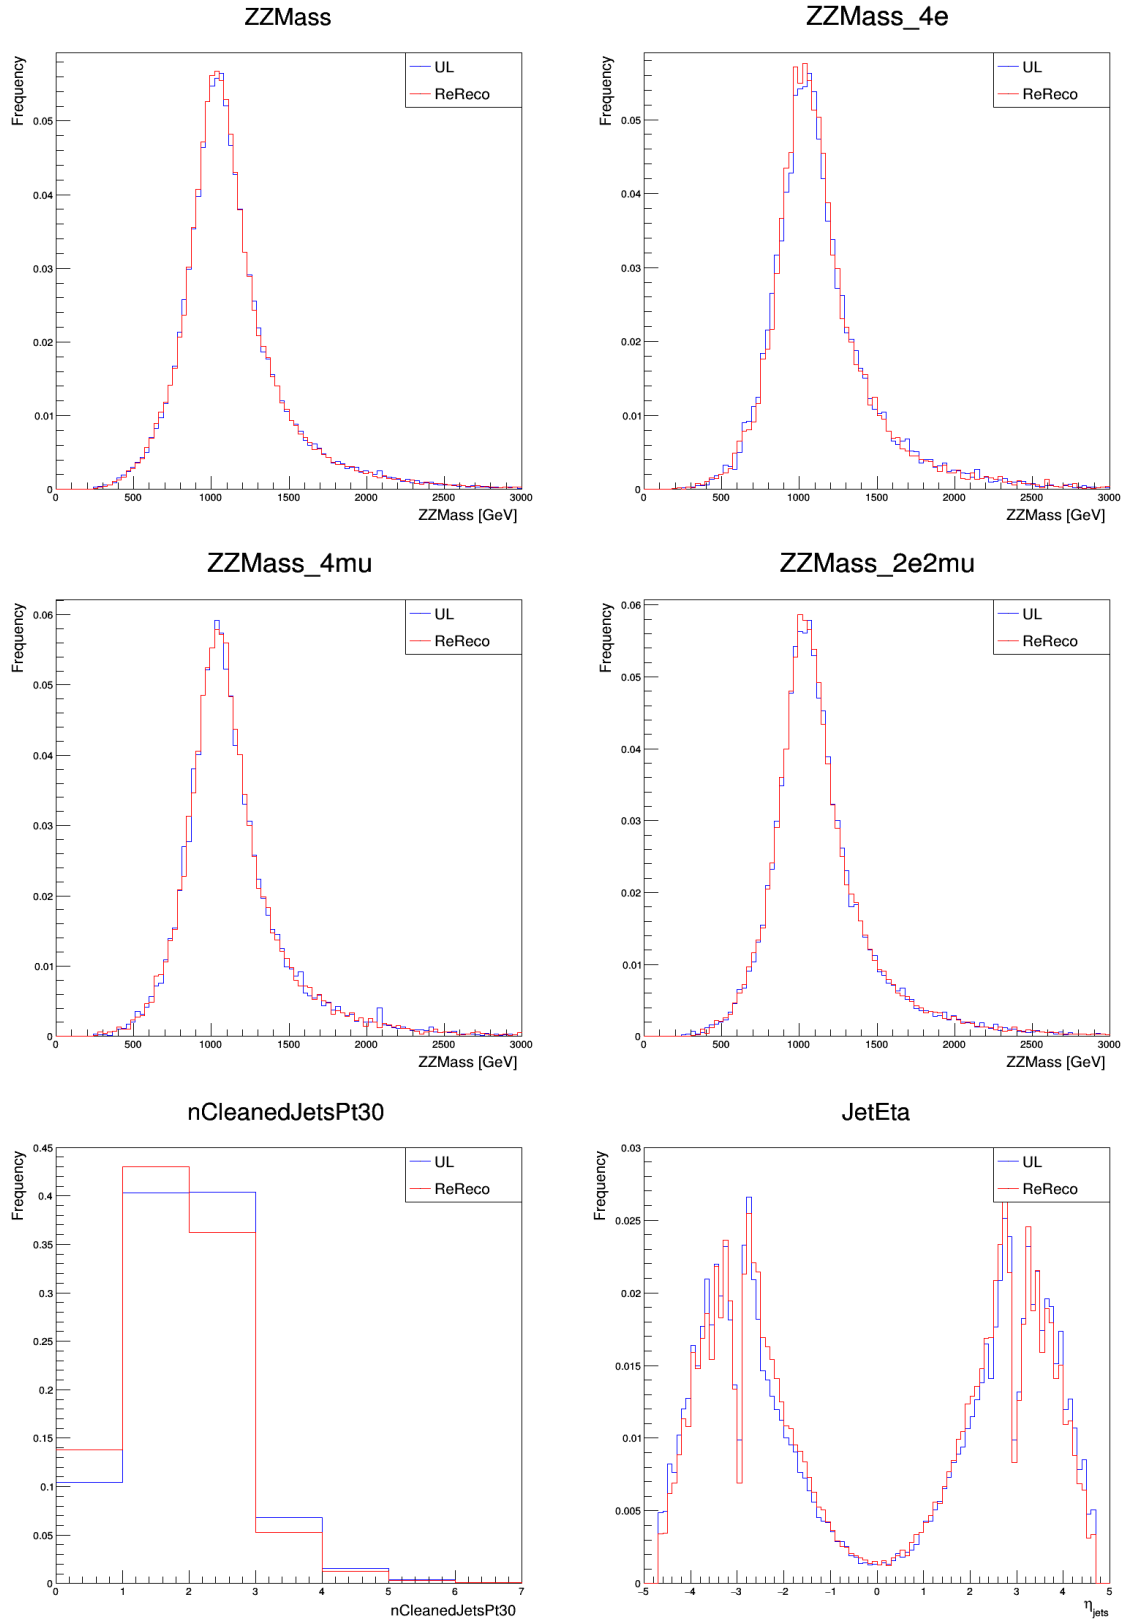 ZZMass
Frequency
UL
ReReco
0.05
0.04
0.03
0.02
0.01
0
0 500 1000 1500 2000 2500 3000
ZZMass [GeV]
ZZMass_4e
Frequency
UL
ReReco
0.05
0.04
0.03
0.02
0.01
0
0 500 1000 1500 2000 2500 3000
ZZMass [GeV]
ZZMass_4mu
Frequency
UL
ReReco
0.06
0.05
0.04
0.03
0.02
0.01
0
0 500 1000 1500 2000 2500 3000
ZZMass [GeV]
ZZMass_2e2mu
Frequency
UL
ReReco
0.06
0.05
0.04
0.03
0.02
0.01
0
0 500 1000 1500 2000 2500 3000
ZZMass [GeV]
nCleanedJetsPt30
Frequency
UL
ReReco
0.45
0.4
0.35
0.3
0.25
0.2
0.15
0.1
0.05
0
0 1 2 3 4 5 6 7
nCleanedJetsPt30
JetEta
Frequency
UL
ReReco
0.03
0.025
0.02
0.015
0.01
0.005
0
−5 −4 −3 −2 −1 0 1 2 3 4 5
η jets